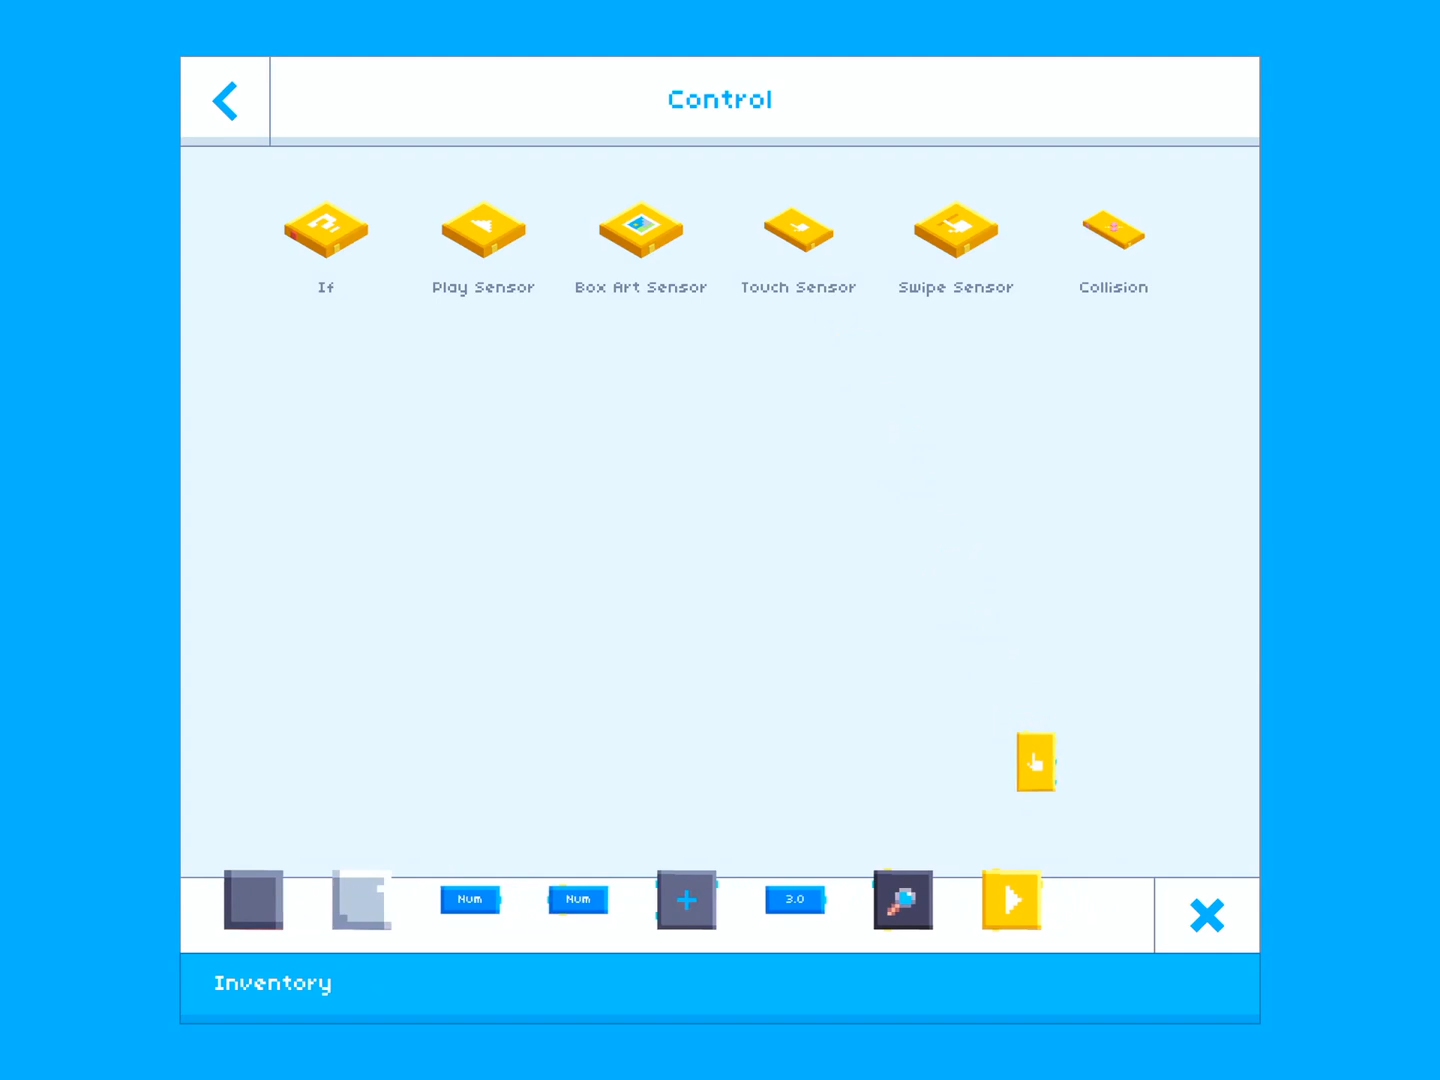 Control
If
Play Sensor
Box Art Sensor
Touch Sensor
Swipe Sensor
Collision
Num
Num
3.0
Inventory